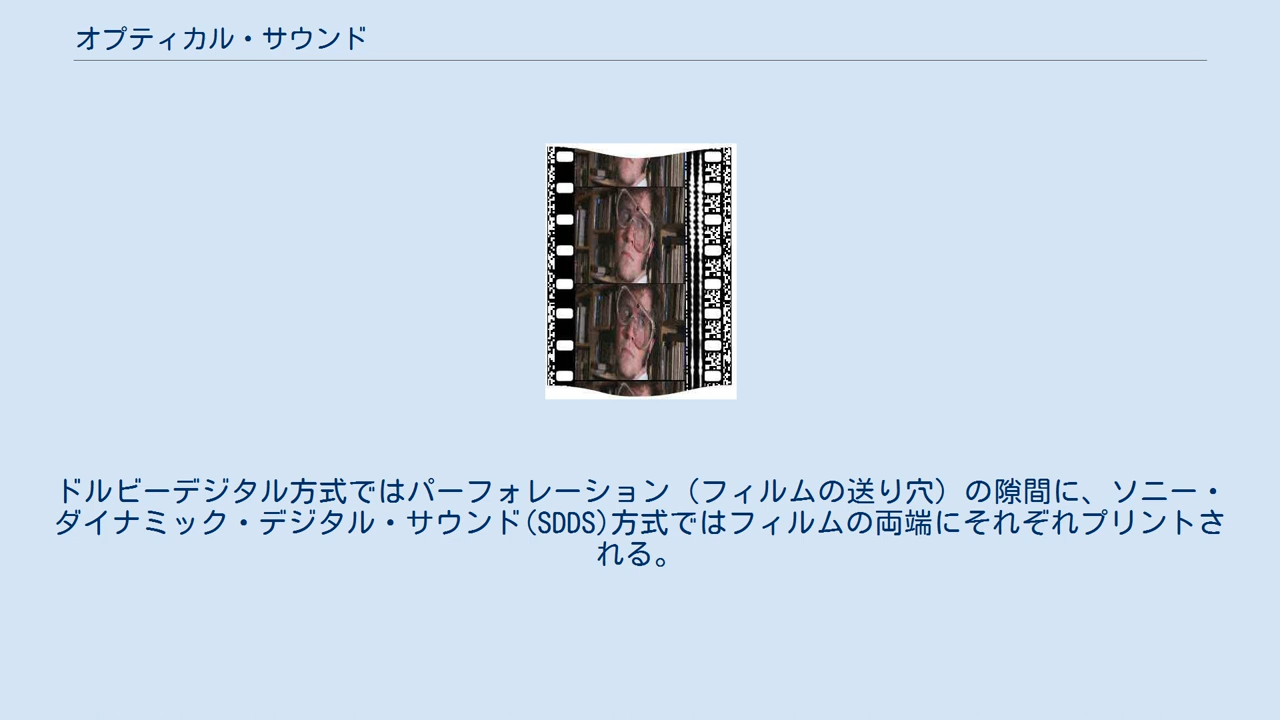 オプティカル・サウンド
ドルビーデジタル方式ではパーフォレーション（フィルムの送り穴）の隙間に、ソニー・
ダイナミック・デジタル・サウンド(SDDS)方式ではフィルムの両端にそれぞれプリントさ
れる。